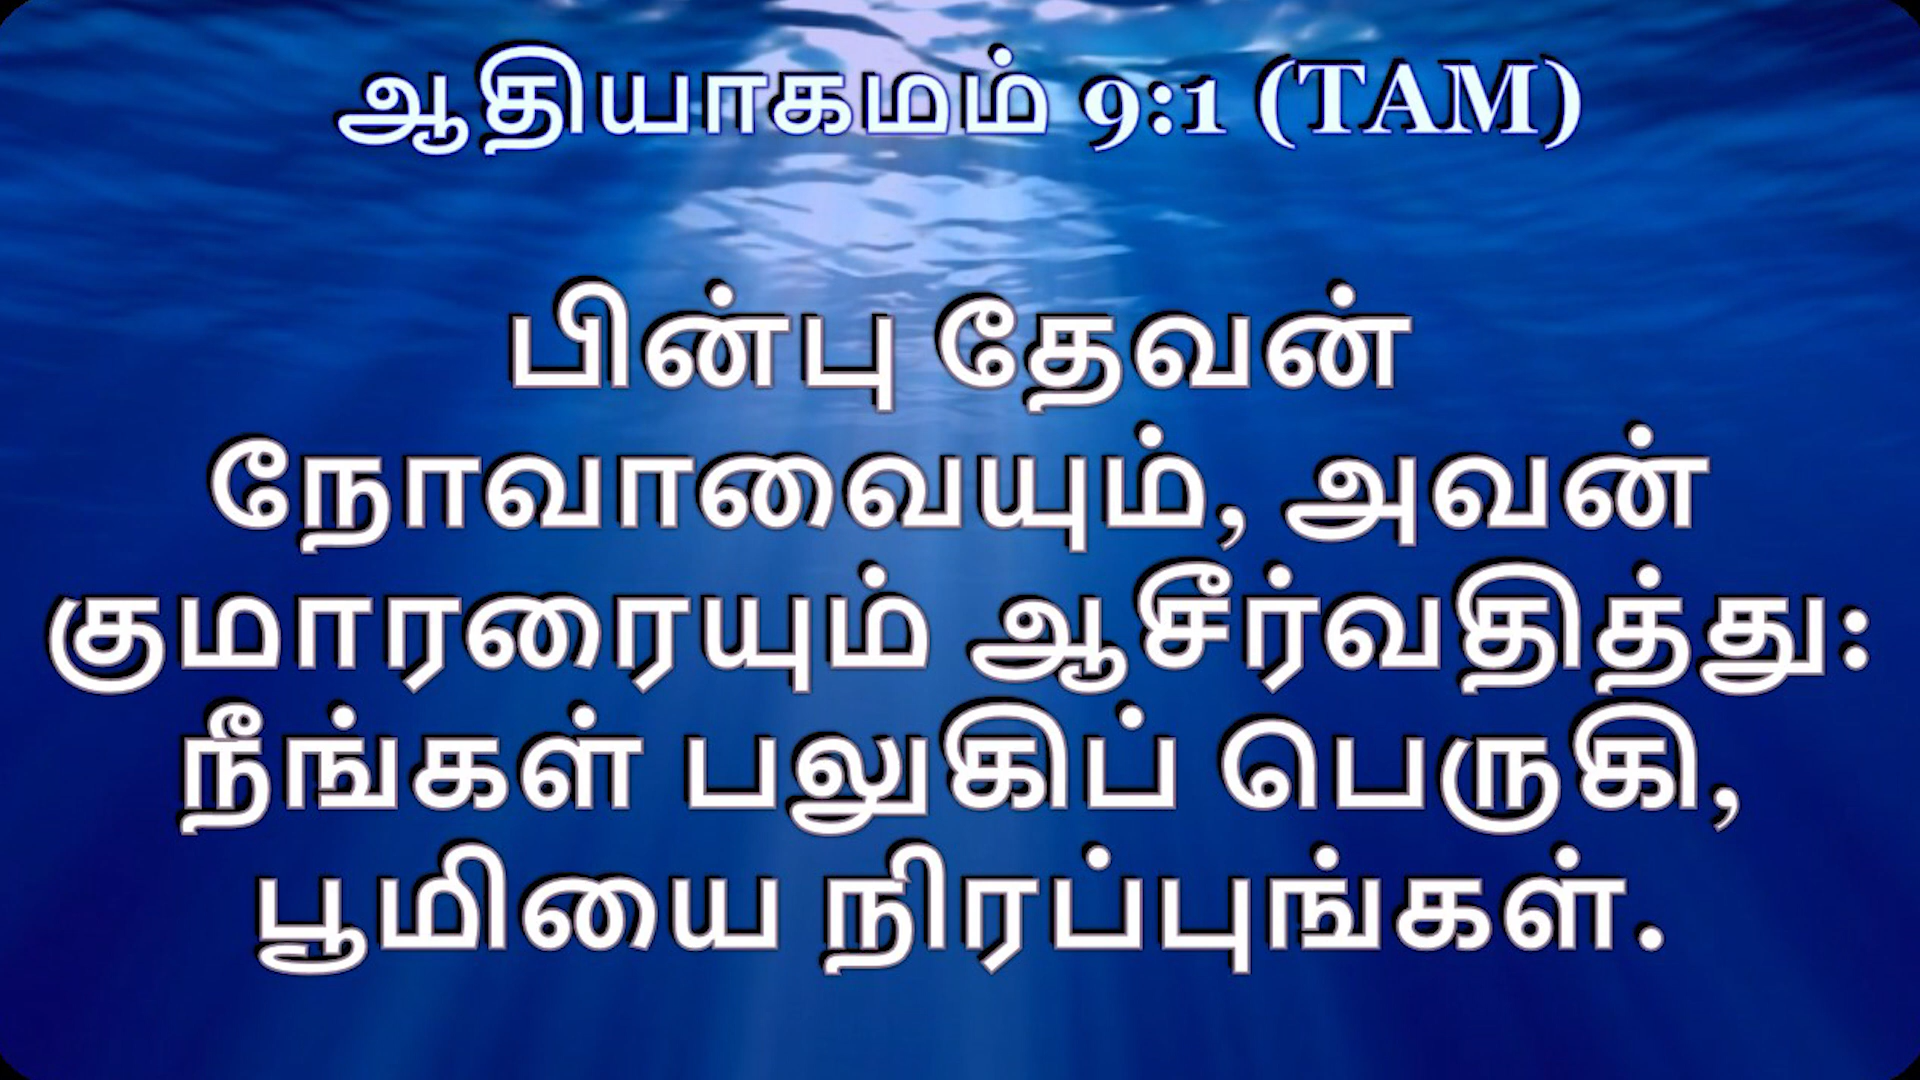 ஆதியாகமம் 9:1 (TAM)
பின்பு தேவன்
நோவாவையும், அவன்
குமாரரையும் ஆசீர்வதித்து:
நீங்கள் பலுகிப் பெருகி,
பூமியை நிரப்புங்கள்.